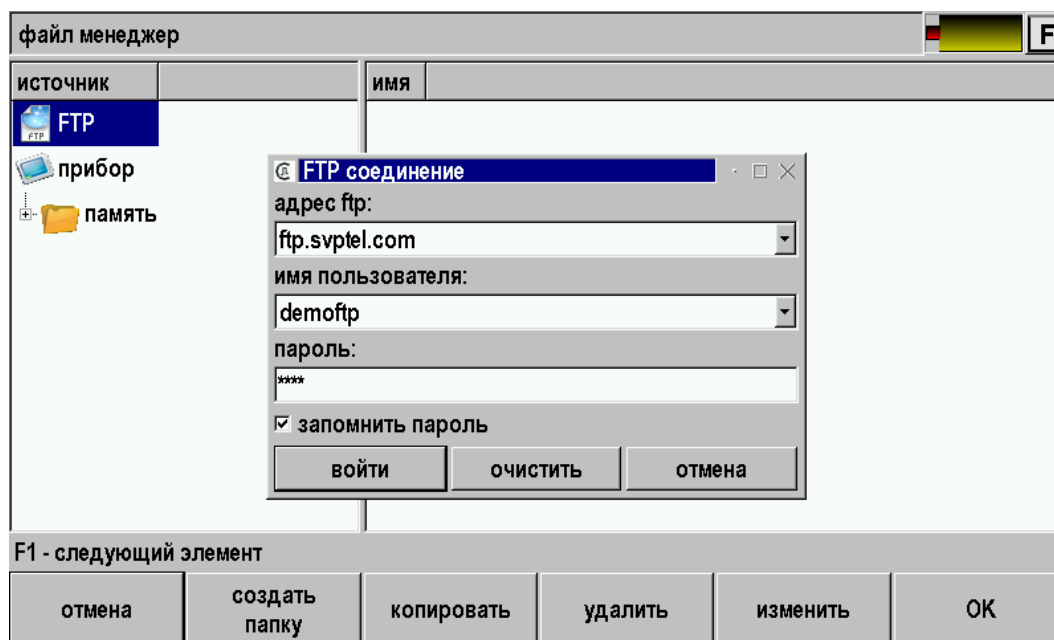 файл менеджер
F
источник
имя
FTP
FTP
прибор
память
FTP соединение
адрес ftp:
ftp.svptel.com
имя пользователя:
demoftp
пароль:
****
запомнить пароль
войти
очистить
отмена
F1 - следующий элемент
отмена
создать
папку
копировать
удалить
изменить
OK